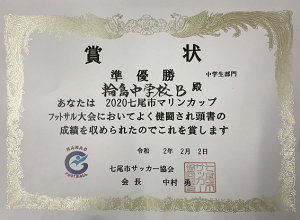 賞状
準優勝 中学生部門
輪島中学校B 殿
あなたは 2020七尾市マリンカップ
フットサル大会においてよく健闘され頭書の
成績を収められたのでこれを賞します
令和 2年 2月 2日
NANAO
FOOTBALL
七尾市サッカー協会
会長 中村 勇